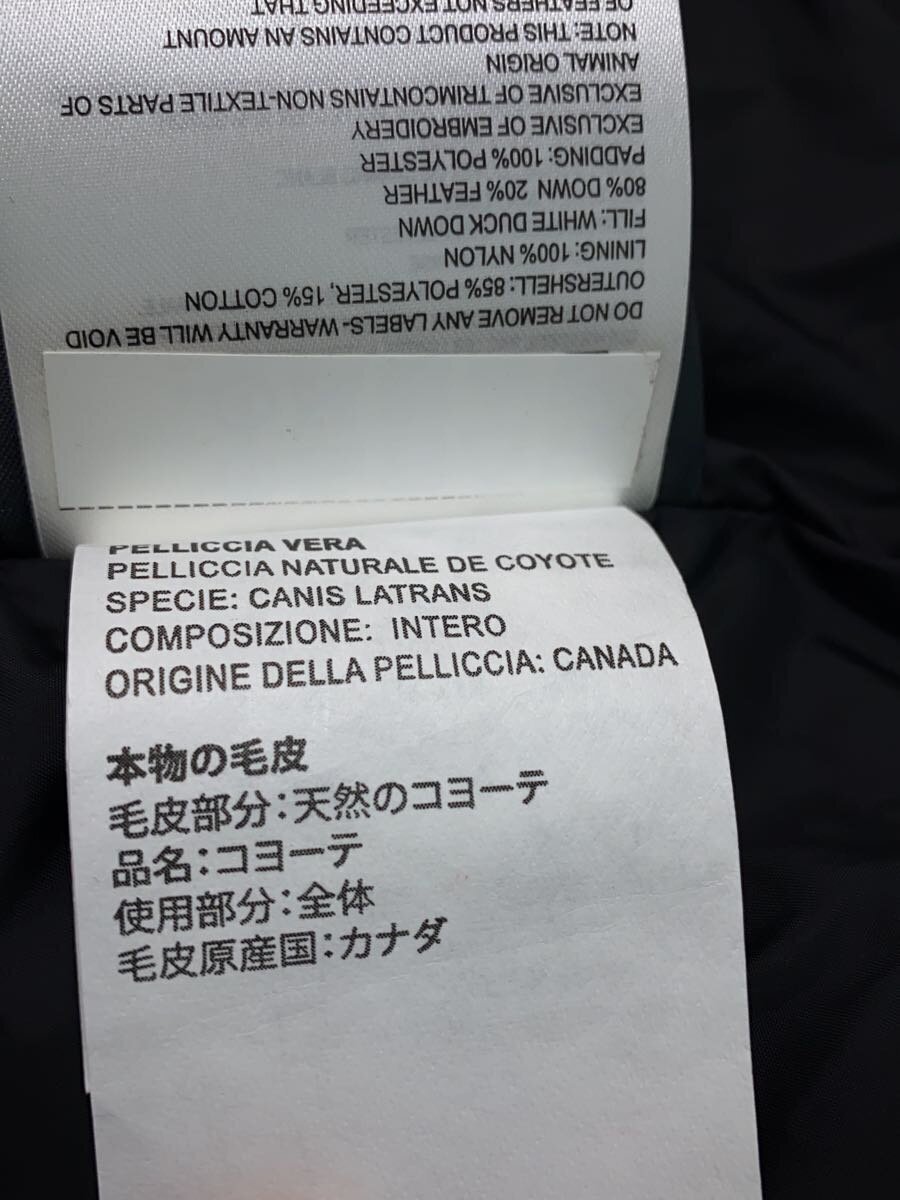 DO NOT REMOVE ANY LABELS-WARRANTY WILL BE VOID
OUTERSHELL: 85% POLYESTER, 15% COTTON
LINING: 100% NYLON
FILL: WHITE DUCK DOWN
80% DOWN 20% FEATHER
PADDING: 100% POLYESTER
EXCLUSIVE OF EMBROIDERY
EXCLUSIVE OF TRIMCONTAINS NON-TEXTILE PARTS OF
ANIMAL ORIGIN
NOTE: THIS PRODUCT CONTAINS AN AMOUNT
OF FEATHERS NOT EXCEEDING THAT
PELLICCIA VERA
PELLICCIA NATURALE DE COYOTE
SPECIE: CANIS LATRANS
COMPOSIZIONE: INTERO
ORIGINE DELLA PELLICCIA: CANADA
本物の毛皮
毛皮部分:天然のコヨーテ
品名:コヨーテ
使用部分:全体
毛皮原産国:カナダ